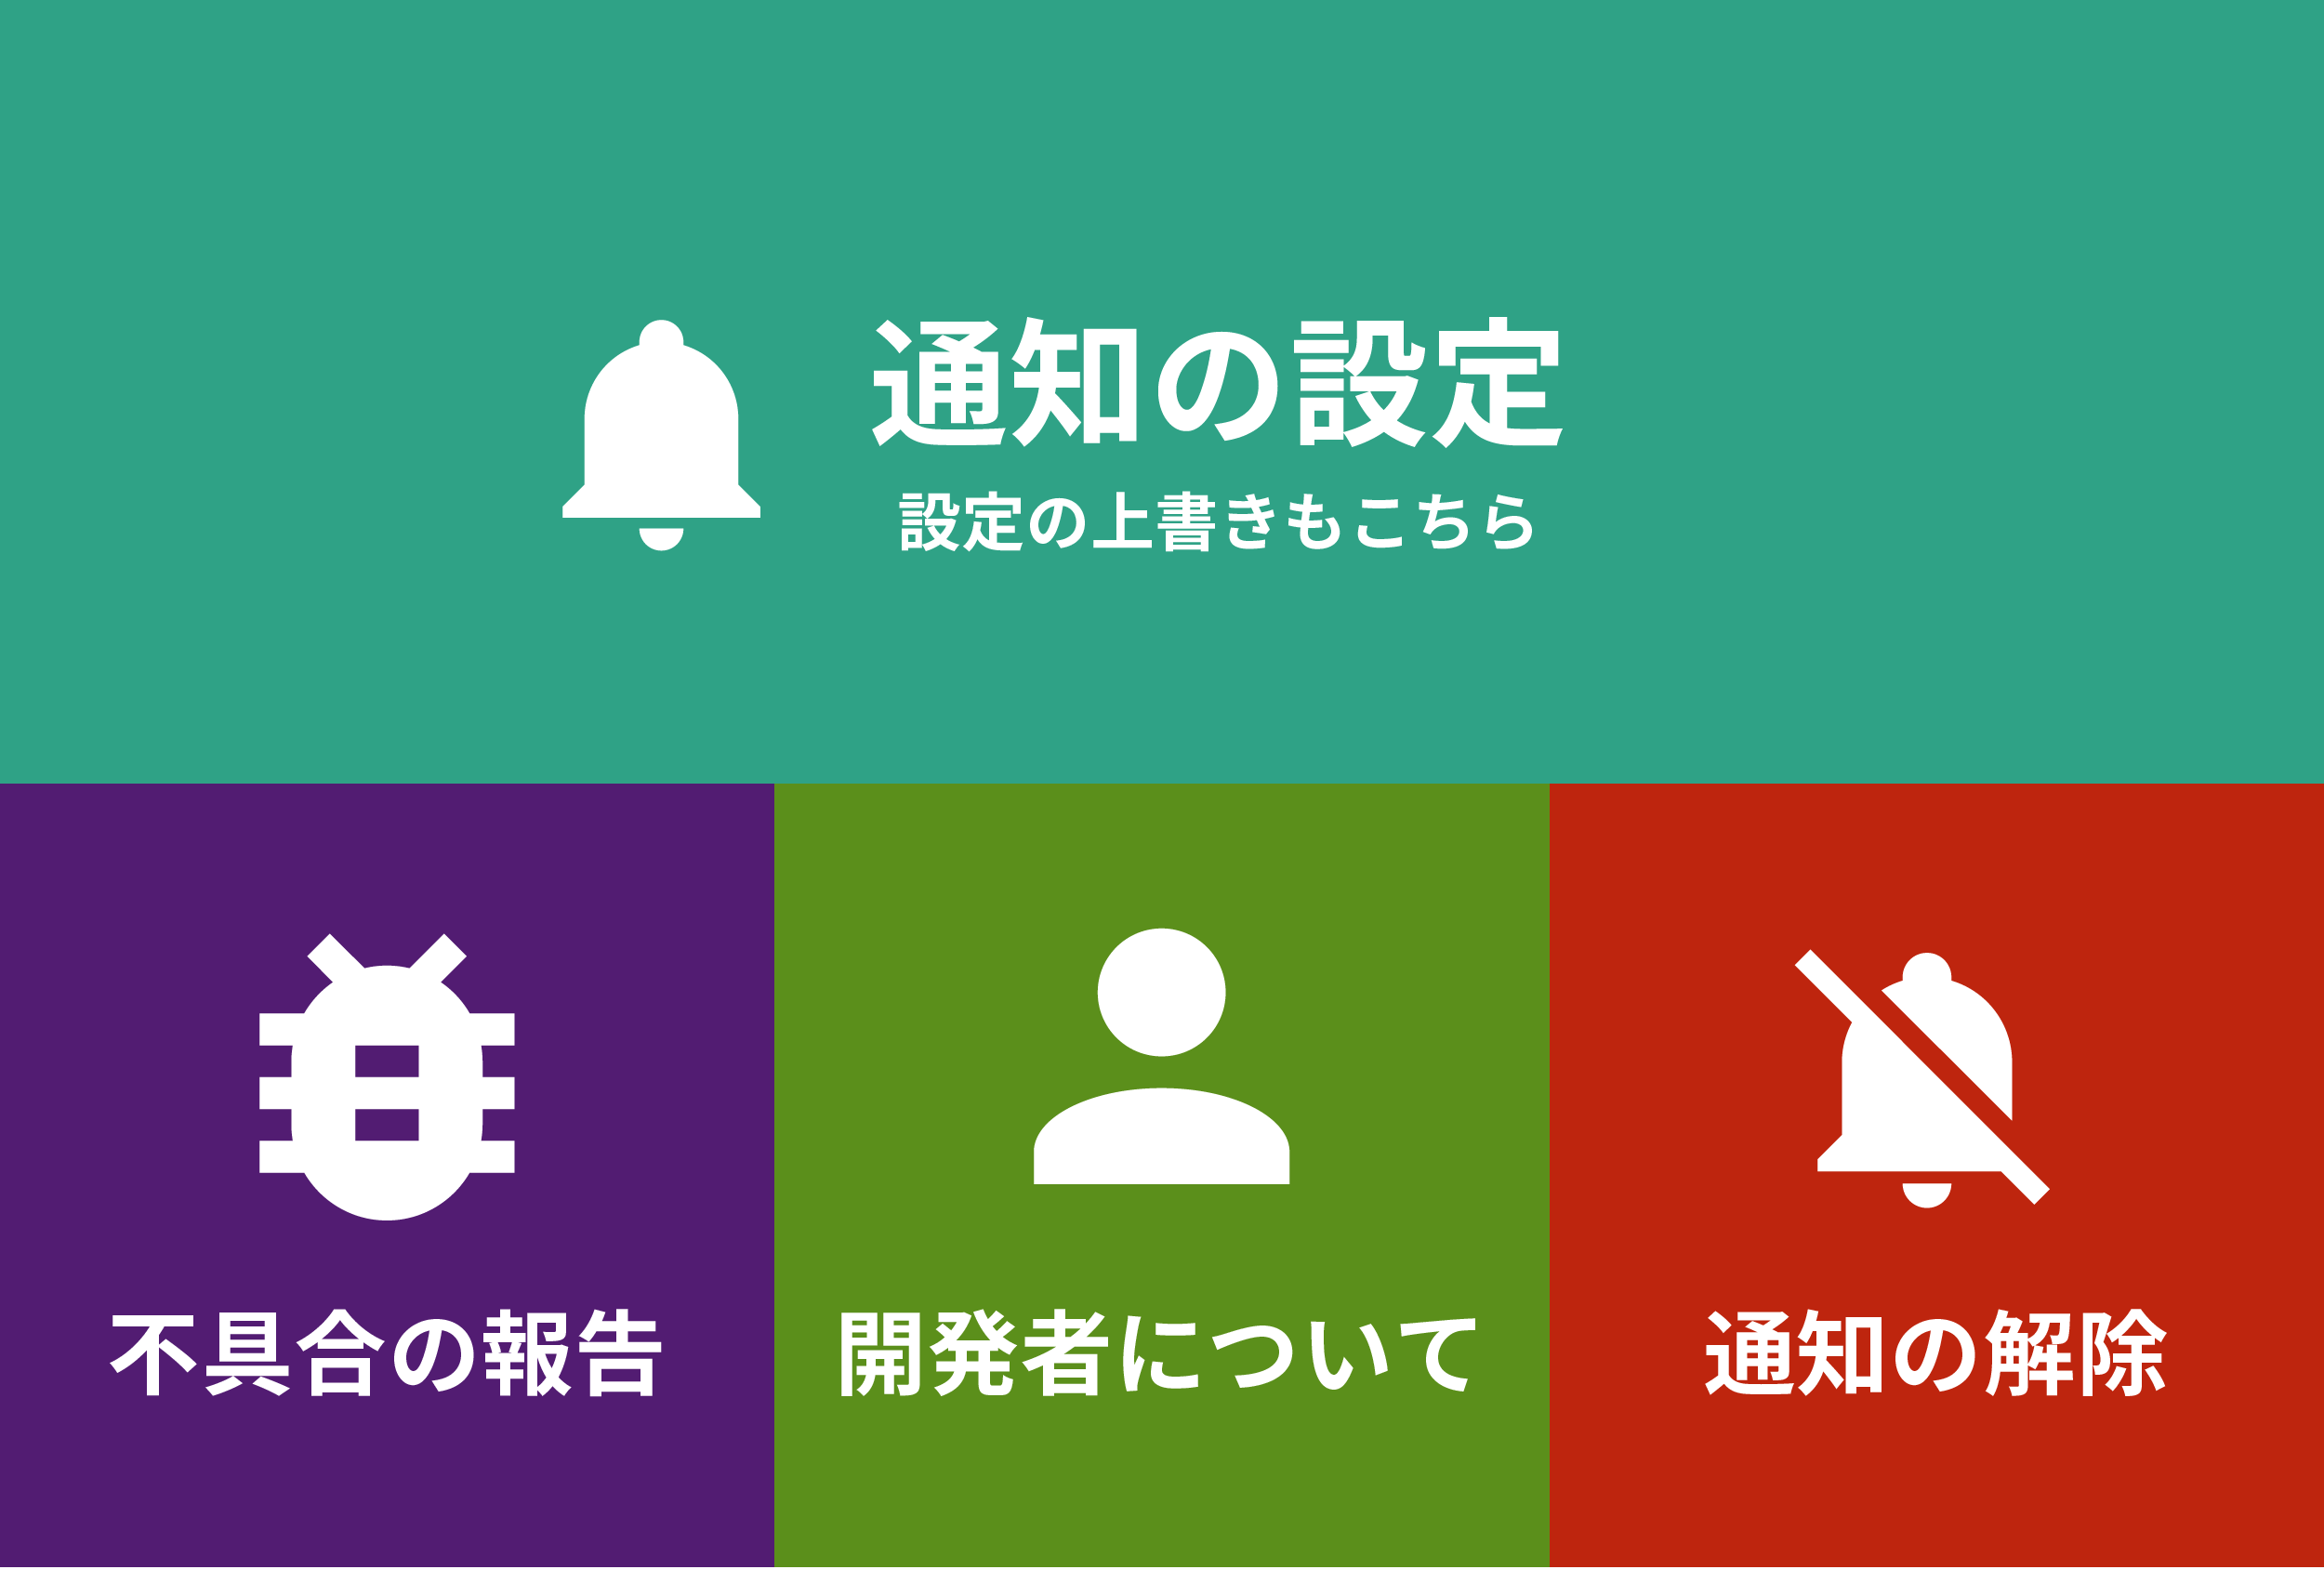 通知の設定
設定の上書きもこちら
不具合の報告
開発者について
通知の解除